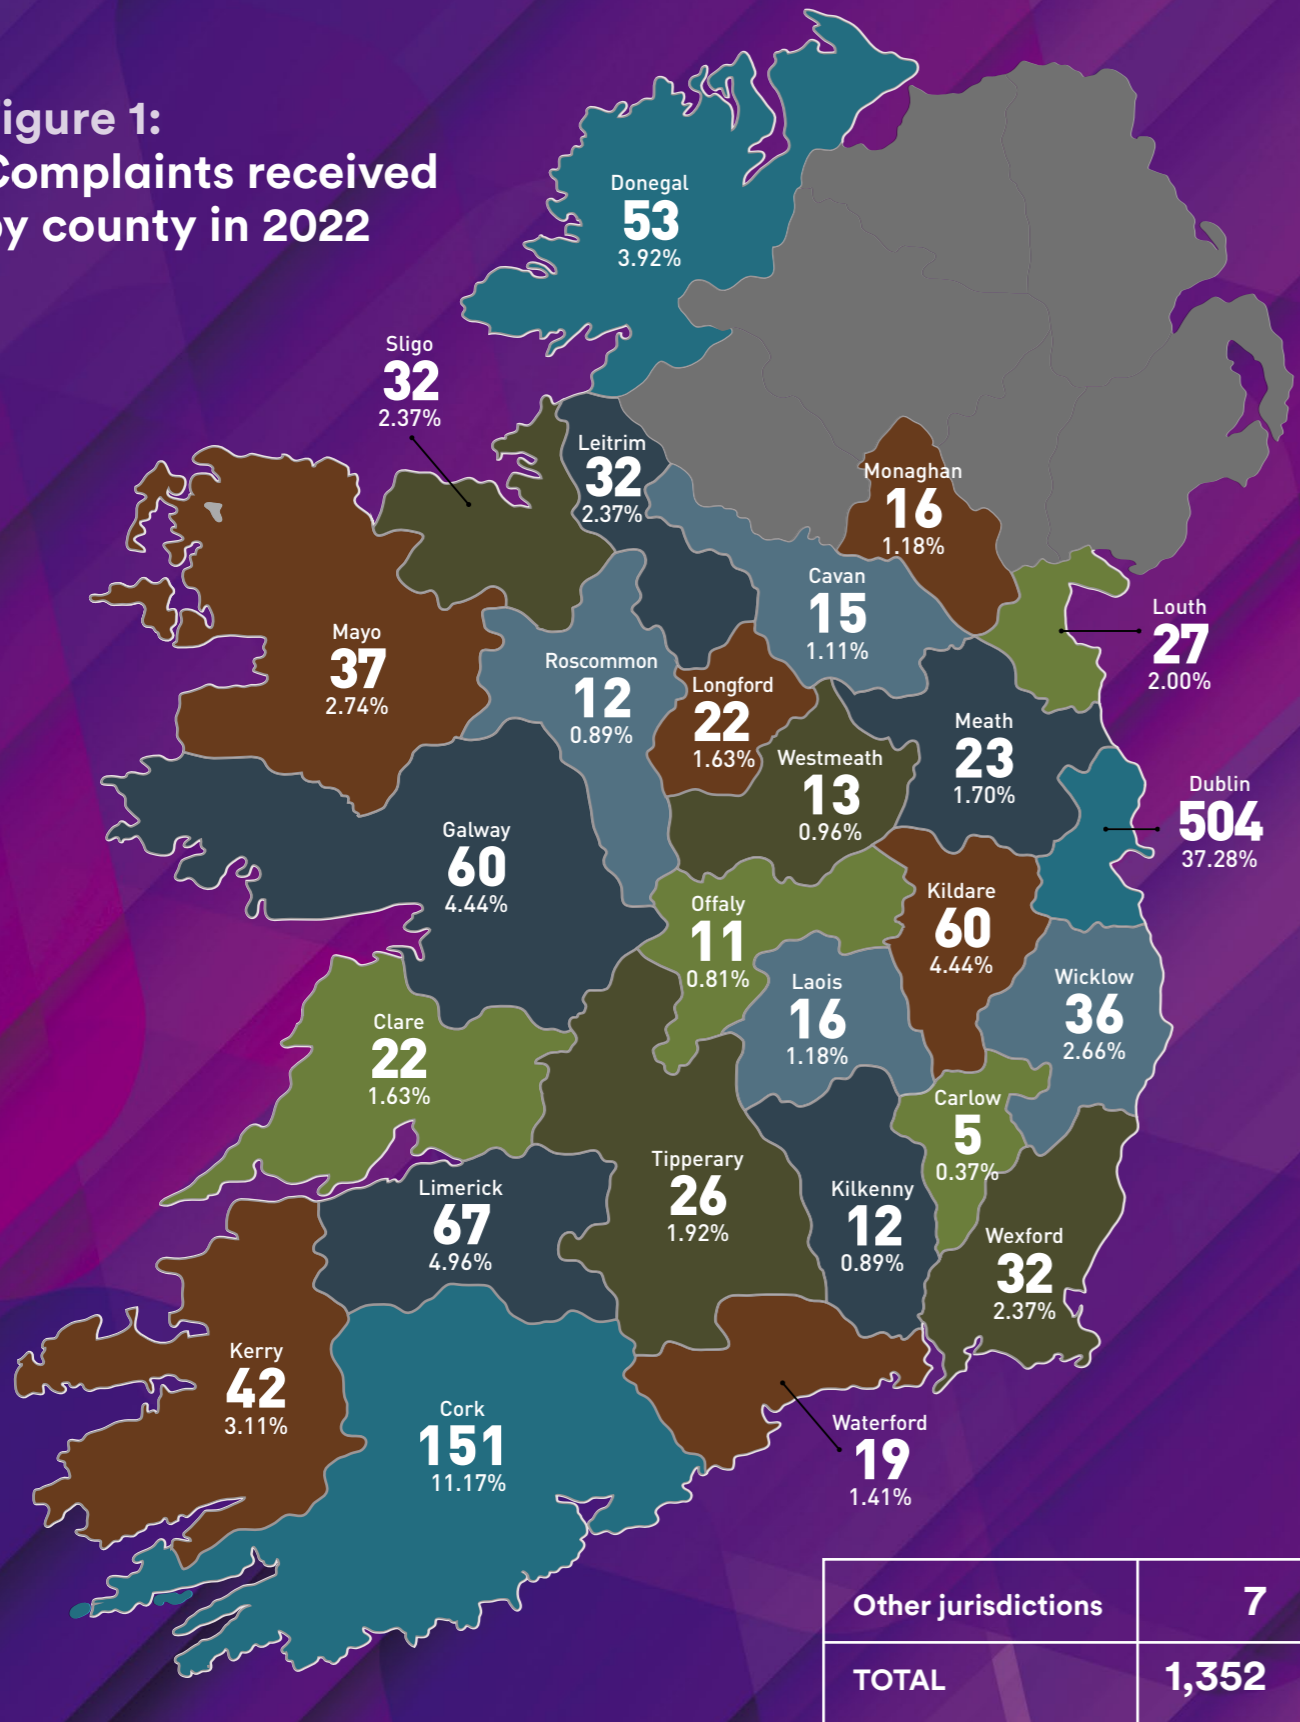 igure 1:
Complaints received
by county in 2022
Donegal
53
3.92%
Sligo
32
2.37%
Leitrim
32
2.37%
Monaghan
16
1.18%
Cavan
15
1.11%
Louth
27
2.00%
Mayo
37
2.74%
Roscommon
12
0.89%
Longford
22
1.63%
Meath
23
1.70%
Westmeath
13
0.96%
Dublin
504
37.28%
Galway
60
4.44%
Offaly
11
0.81%
Kildare
60
4.44%
Laois
16
1.18%
Wicklow
36
2.66%
Clare
22
1.63%
Carlow
5
0.37%
Tipperary
26
1.92%
Limerick
67
4.96%
Kilkenny
12
0.89%
Wexford
32
2.37%
Kerry
42
3.11%
Cork
151
11.17%
Waterford
19
1.41%
Other jurisdictions 7
TOTAL 1,352